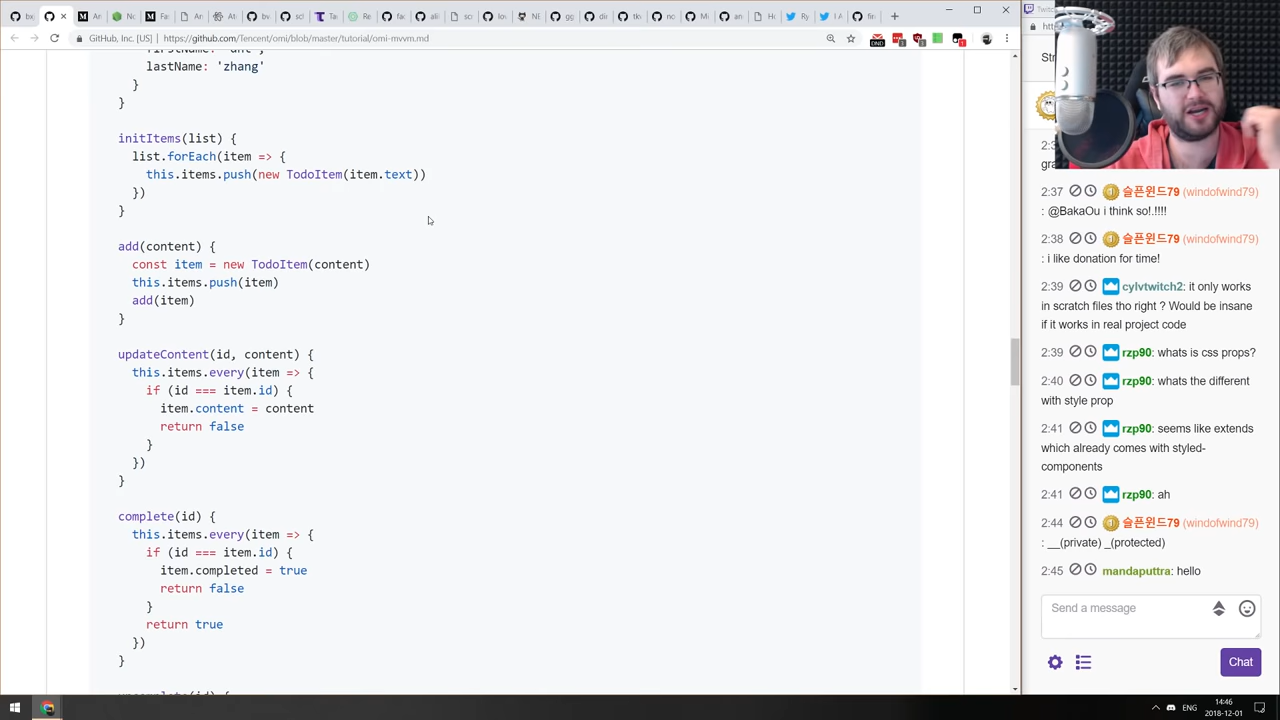 GitHub, Inc. [US]
https://github.com/Tencent/omi/blob/master/tutorial/omi-mvvm.md
lastName: 'zhang'
}
}
initItems(list) {
list.forEach(item => {
this.items.push(new TodoItem(item.text))
})
}
add(content) {
const item = new TodoItem(content)
this.items.push(item)
add(item)
}
updateContent(id, content) {
this.items.every(item => {
if (id === item.id) {
item.content = content
return false
}
})
}
complete(id) {
this.items.every(item => {
if (id === item.id) {
item.completed = true
return false
}
return true
})
}
2:37 슬픈윈드79 (windofwind79)
: @BakaOu i think so!.!!!!
2:38 슬픈윈드79 (windofwind79)
: i like donation for time!
2:39 cylvtwitch2: it only works
in scratch files tho right ? Would be insane
if it works in real project code
2:39 rzp90: whats is css props?
2:40 rzp90: whats the different
with style prop
2:41 rzp90: seems like extends
which already comes with styled-
components
2:41 rzp90: ah
2:44 슬픈윈드79 (windofwind79)
: __(private) _(protected)
2:45 mandaputtra: hello
Send a message
Chat
ENG
14:46
2018-12-01